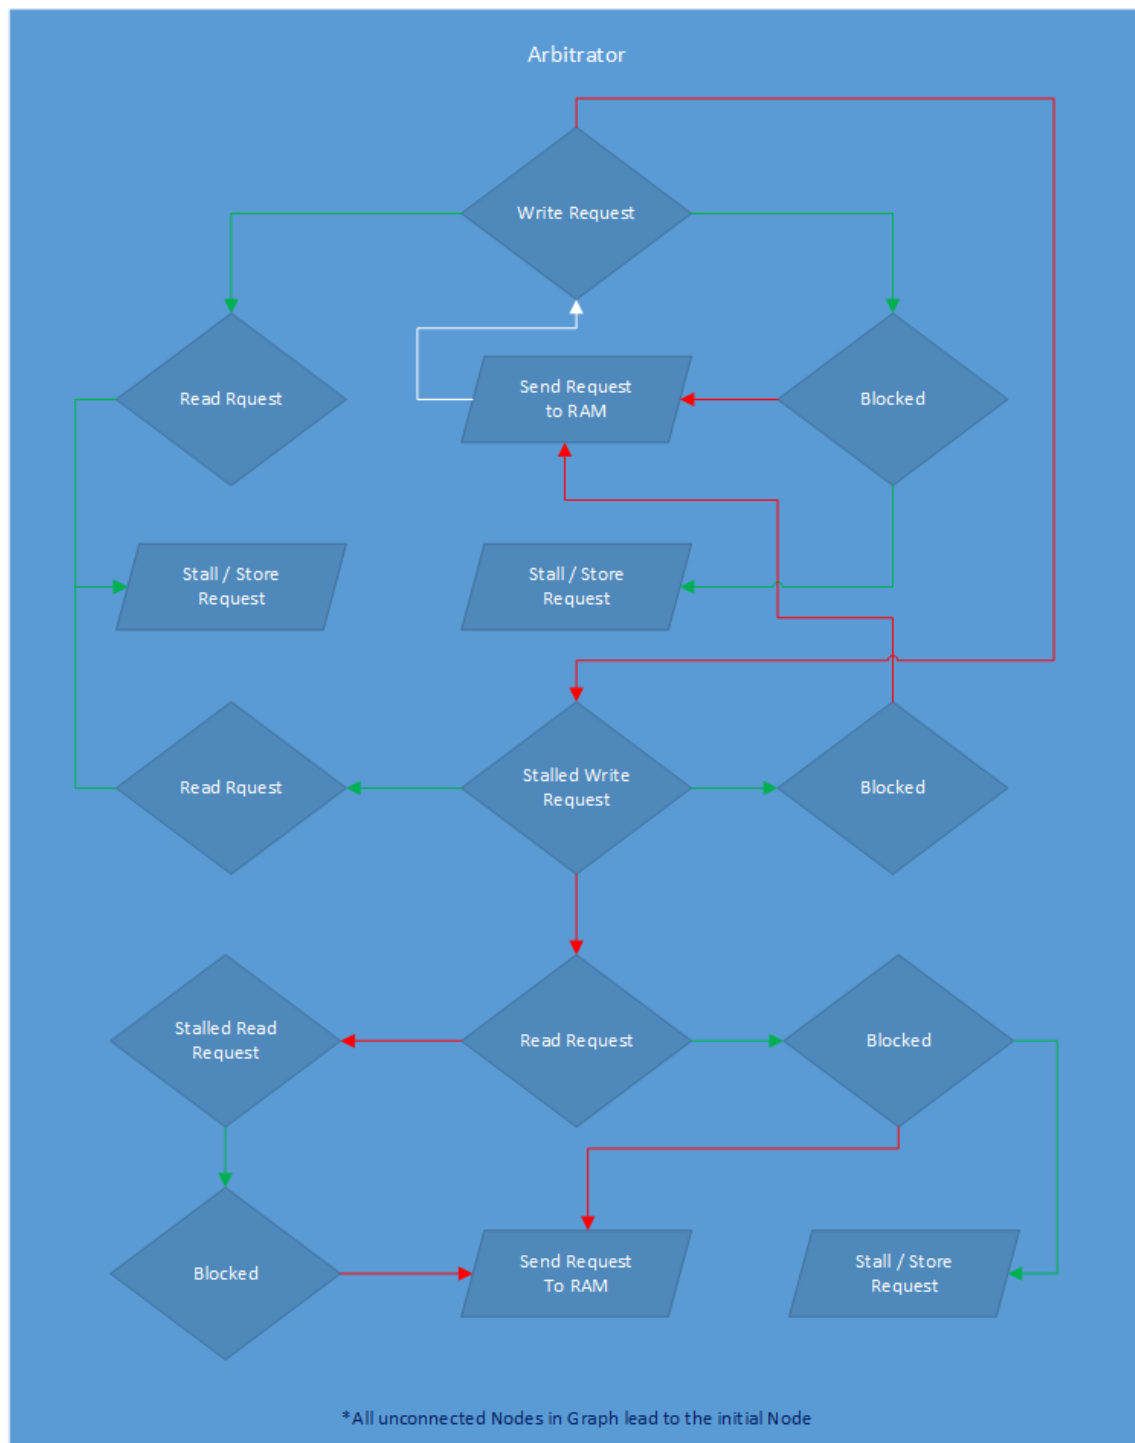 Arbitrator
Write Request
Read Rquest
Send Request
to RAM
Blocked
Stall / Store
Request
Stall / Store
Request
Read Rquest
Stalled Write
Request
Blocked
Stalled Read
Request
Read Request
Blocked
Blocked
Send Request
To RAM
Stall / Store
Request
*All unconnected Nodes in Graph lead to the initial Node